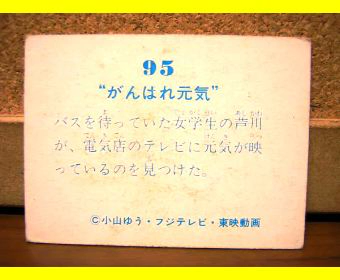 95
“がんばれ元気”
バスを待っていた女学生の芦川
が、電気店のテレビに元気が映
っているのを見つけた。
©小山ゆう・フジテレビ・東映動画